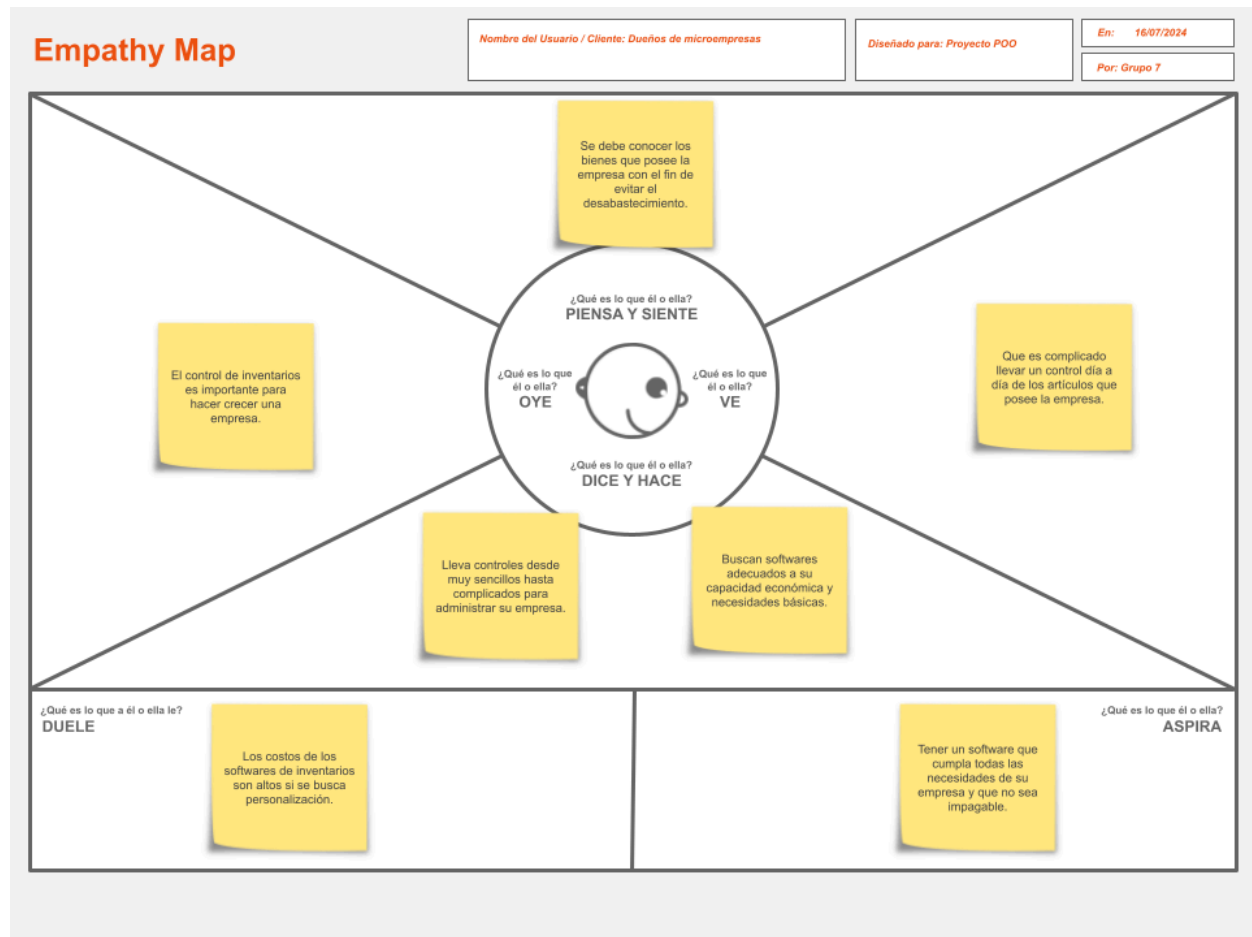 Empathy Map
Nombre del Usuario / Cliente: Dueños de microempresas
Diseñado para: Proyecto POO
En: 16/07/2024
Por: Grupo 7
Se debe conocer los
bienes que posee la
empresa con el fin de
evitar el
desabastecimiento.
¿Qué es lo que él o ella?
PIENSA Y SIENTE
El control de inventarios
es importante para
hacer crecer una
empresa.
¿Qué es lo que
él o ella?
OYE
¿Qué es lo que
él o ella?
VE
Que es complicado
llevar un control día a
día de los artículos que
posee la empresa.
¿Qué es lo que él o ella?
DICE Y HACE
Lleva controles desde
muy sencillos hasta
complicados para
administrar su empresa.
Buscan softwares
adecuados a su
capacidad económica y
necesidades básicas.
¿Qué es lo que a él o ella le?
DUELE
Los costos de los
softwares de inventarios
son altos si se busca
personalización.
¿Qué es lo que él o ella?
ASPIRA
Tener un software que
cumpla todas las
necesidades de su
empresa y que no sea
impagable.